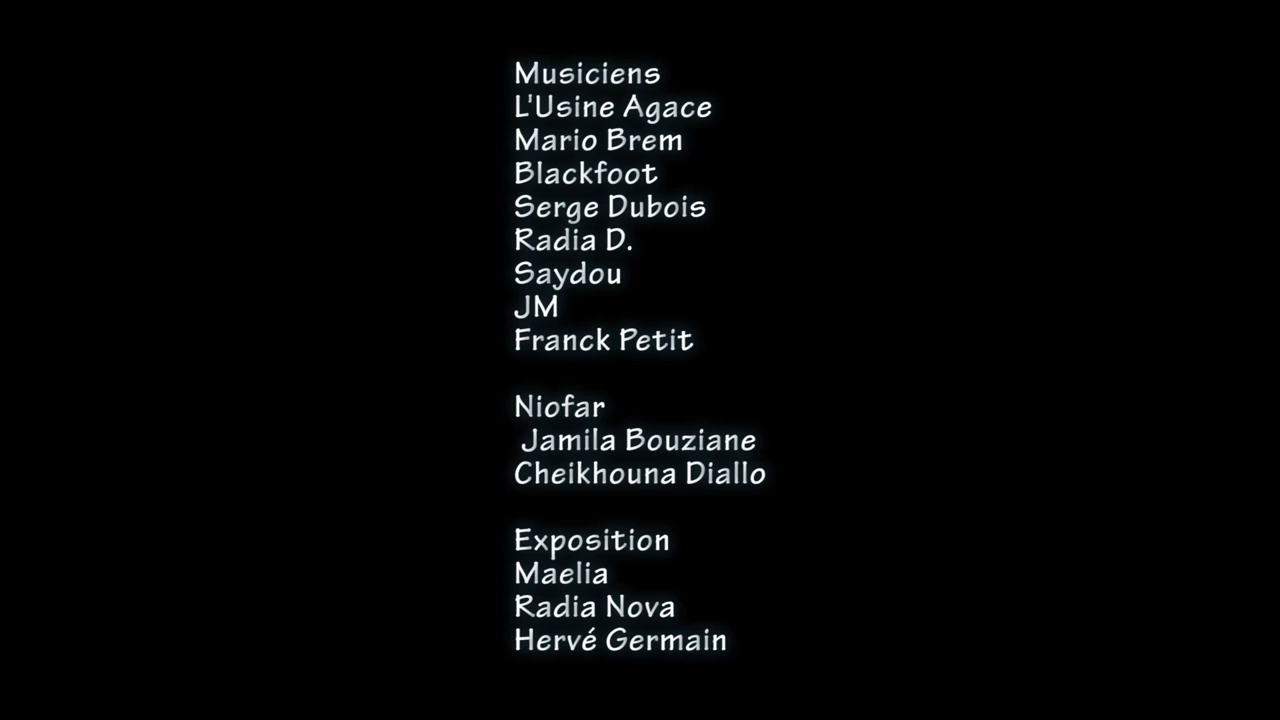 Musiciens
L'Usine Agace
Mario Brem
Blackfoot
Serge Dubois
Radia D.
Saydou
JM
Franck Petit
Niofar
Jamila Bouziane
Cheikhouna Diallo
Exposition
Maelia
Radia Nova
Hervé Germain